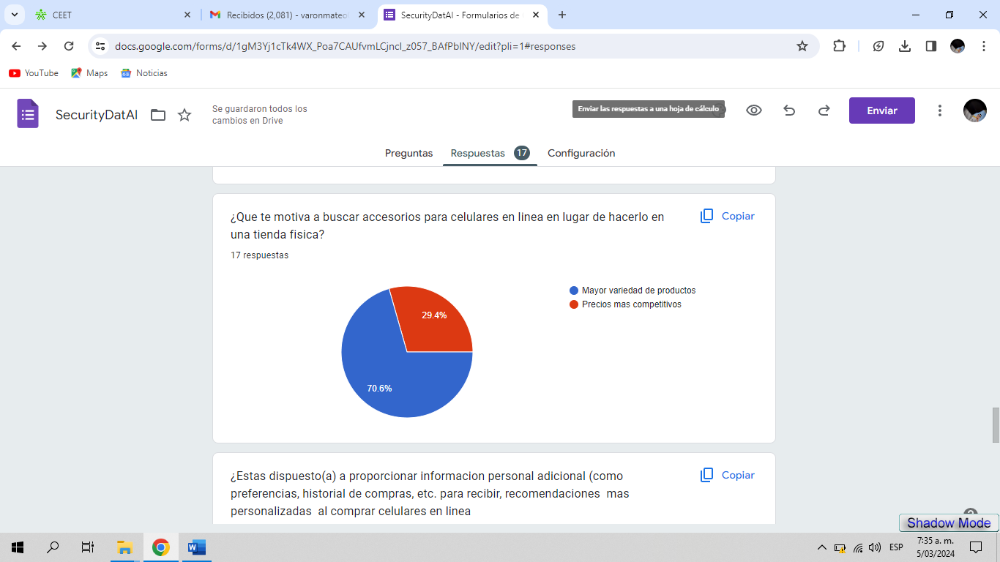 CEET
Recibidos (2,081) - varonmateo
SecurityDatAI - Formularios de
docs.google.com/forms/d/1gM3Yj1cTk4WX_Poa7CAUfvmLCjncI_z057_BAfPbINY/edit?pli=1#responses
YouTube Maps Noticias
SecurityDatAI
Se guardaron todos los
cambios en Drive
Enviar las respuestas a una hoja de cálculo
Enviar
Preguntas Respuestas 17 Configuración
¿Que te motiva a buscar accesorios para celulares en linea en lugar de hacerlo en
una tienda fisica?
Copiar
17 respuestas
Mayor variedad de productos
Precios mas competitivos
29.4%
70.6%
¿Estas dispuesto(a) a proporcionar informacion personal adicional (como
preferencias, historial de compras, etc. para recibir, recomendaciones  mas
personalizadas  al comprar celulares en linea
Copiar
Shadow Mode
ESP
7:35 a. m.
5/03/2024